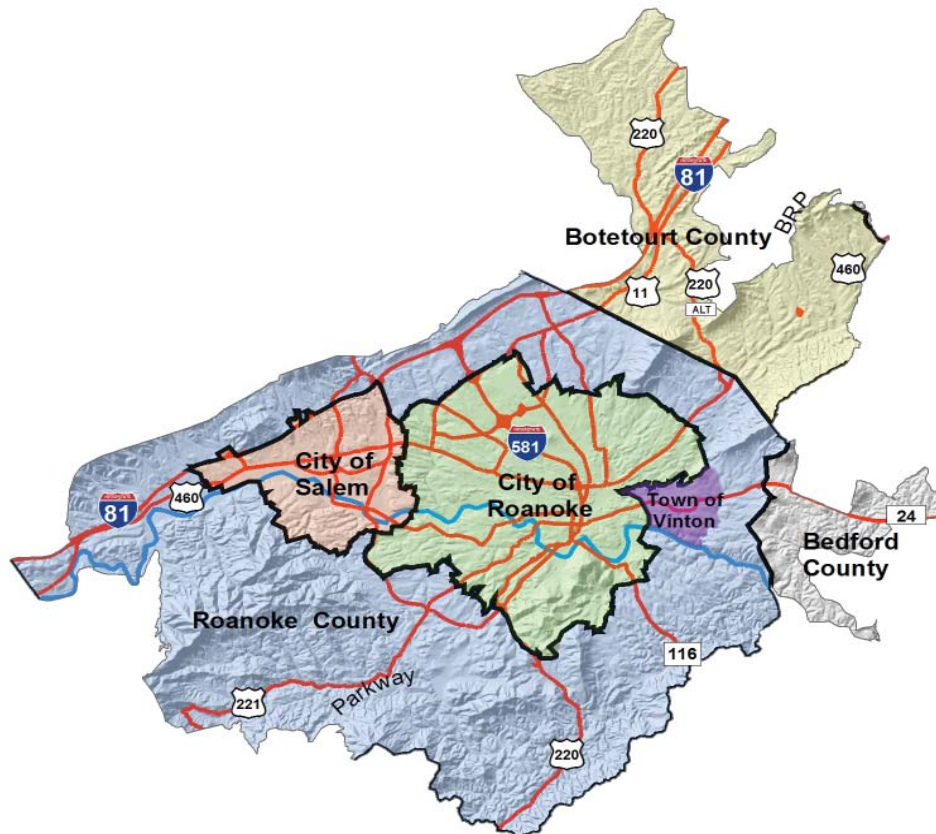 220
81
BRP
Botetourt County
460
11
220
ALT
581
City of
Salem
City of
Roanoke
460
81
Town of
Vinton
24
Bedford
County
Roanoke County
116
Parkway
221
220